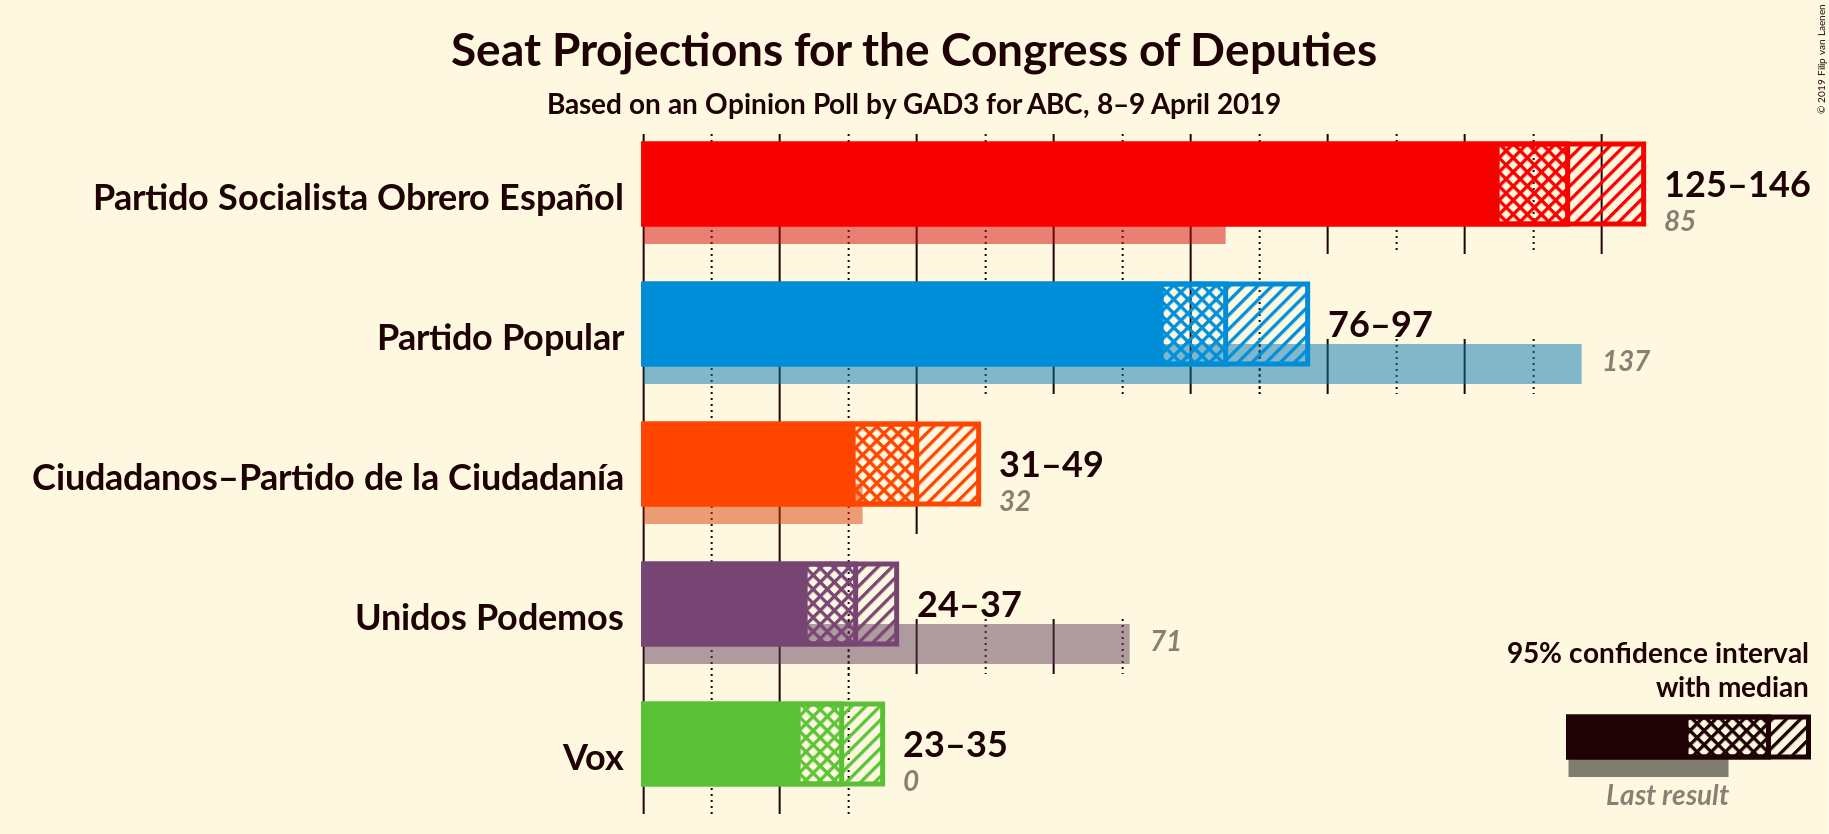 Seat Projections for the Congress of Deputies
Based on an Opinion Poll by GAD3 for ABC, 8–9 April 2019
© 2019 Filip van Laenen
Partido Socialista Obrero Español
125–146
85
Partido Popular
76–97
137
Ciudadanos–Partido de la Ciudadanía
31–49
32
Unidos Podemos
24–37
71
Vox
23–35
0
95% confidence interval
with median
Last result